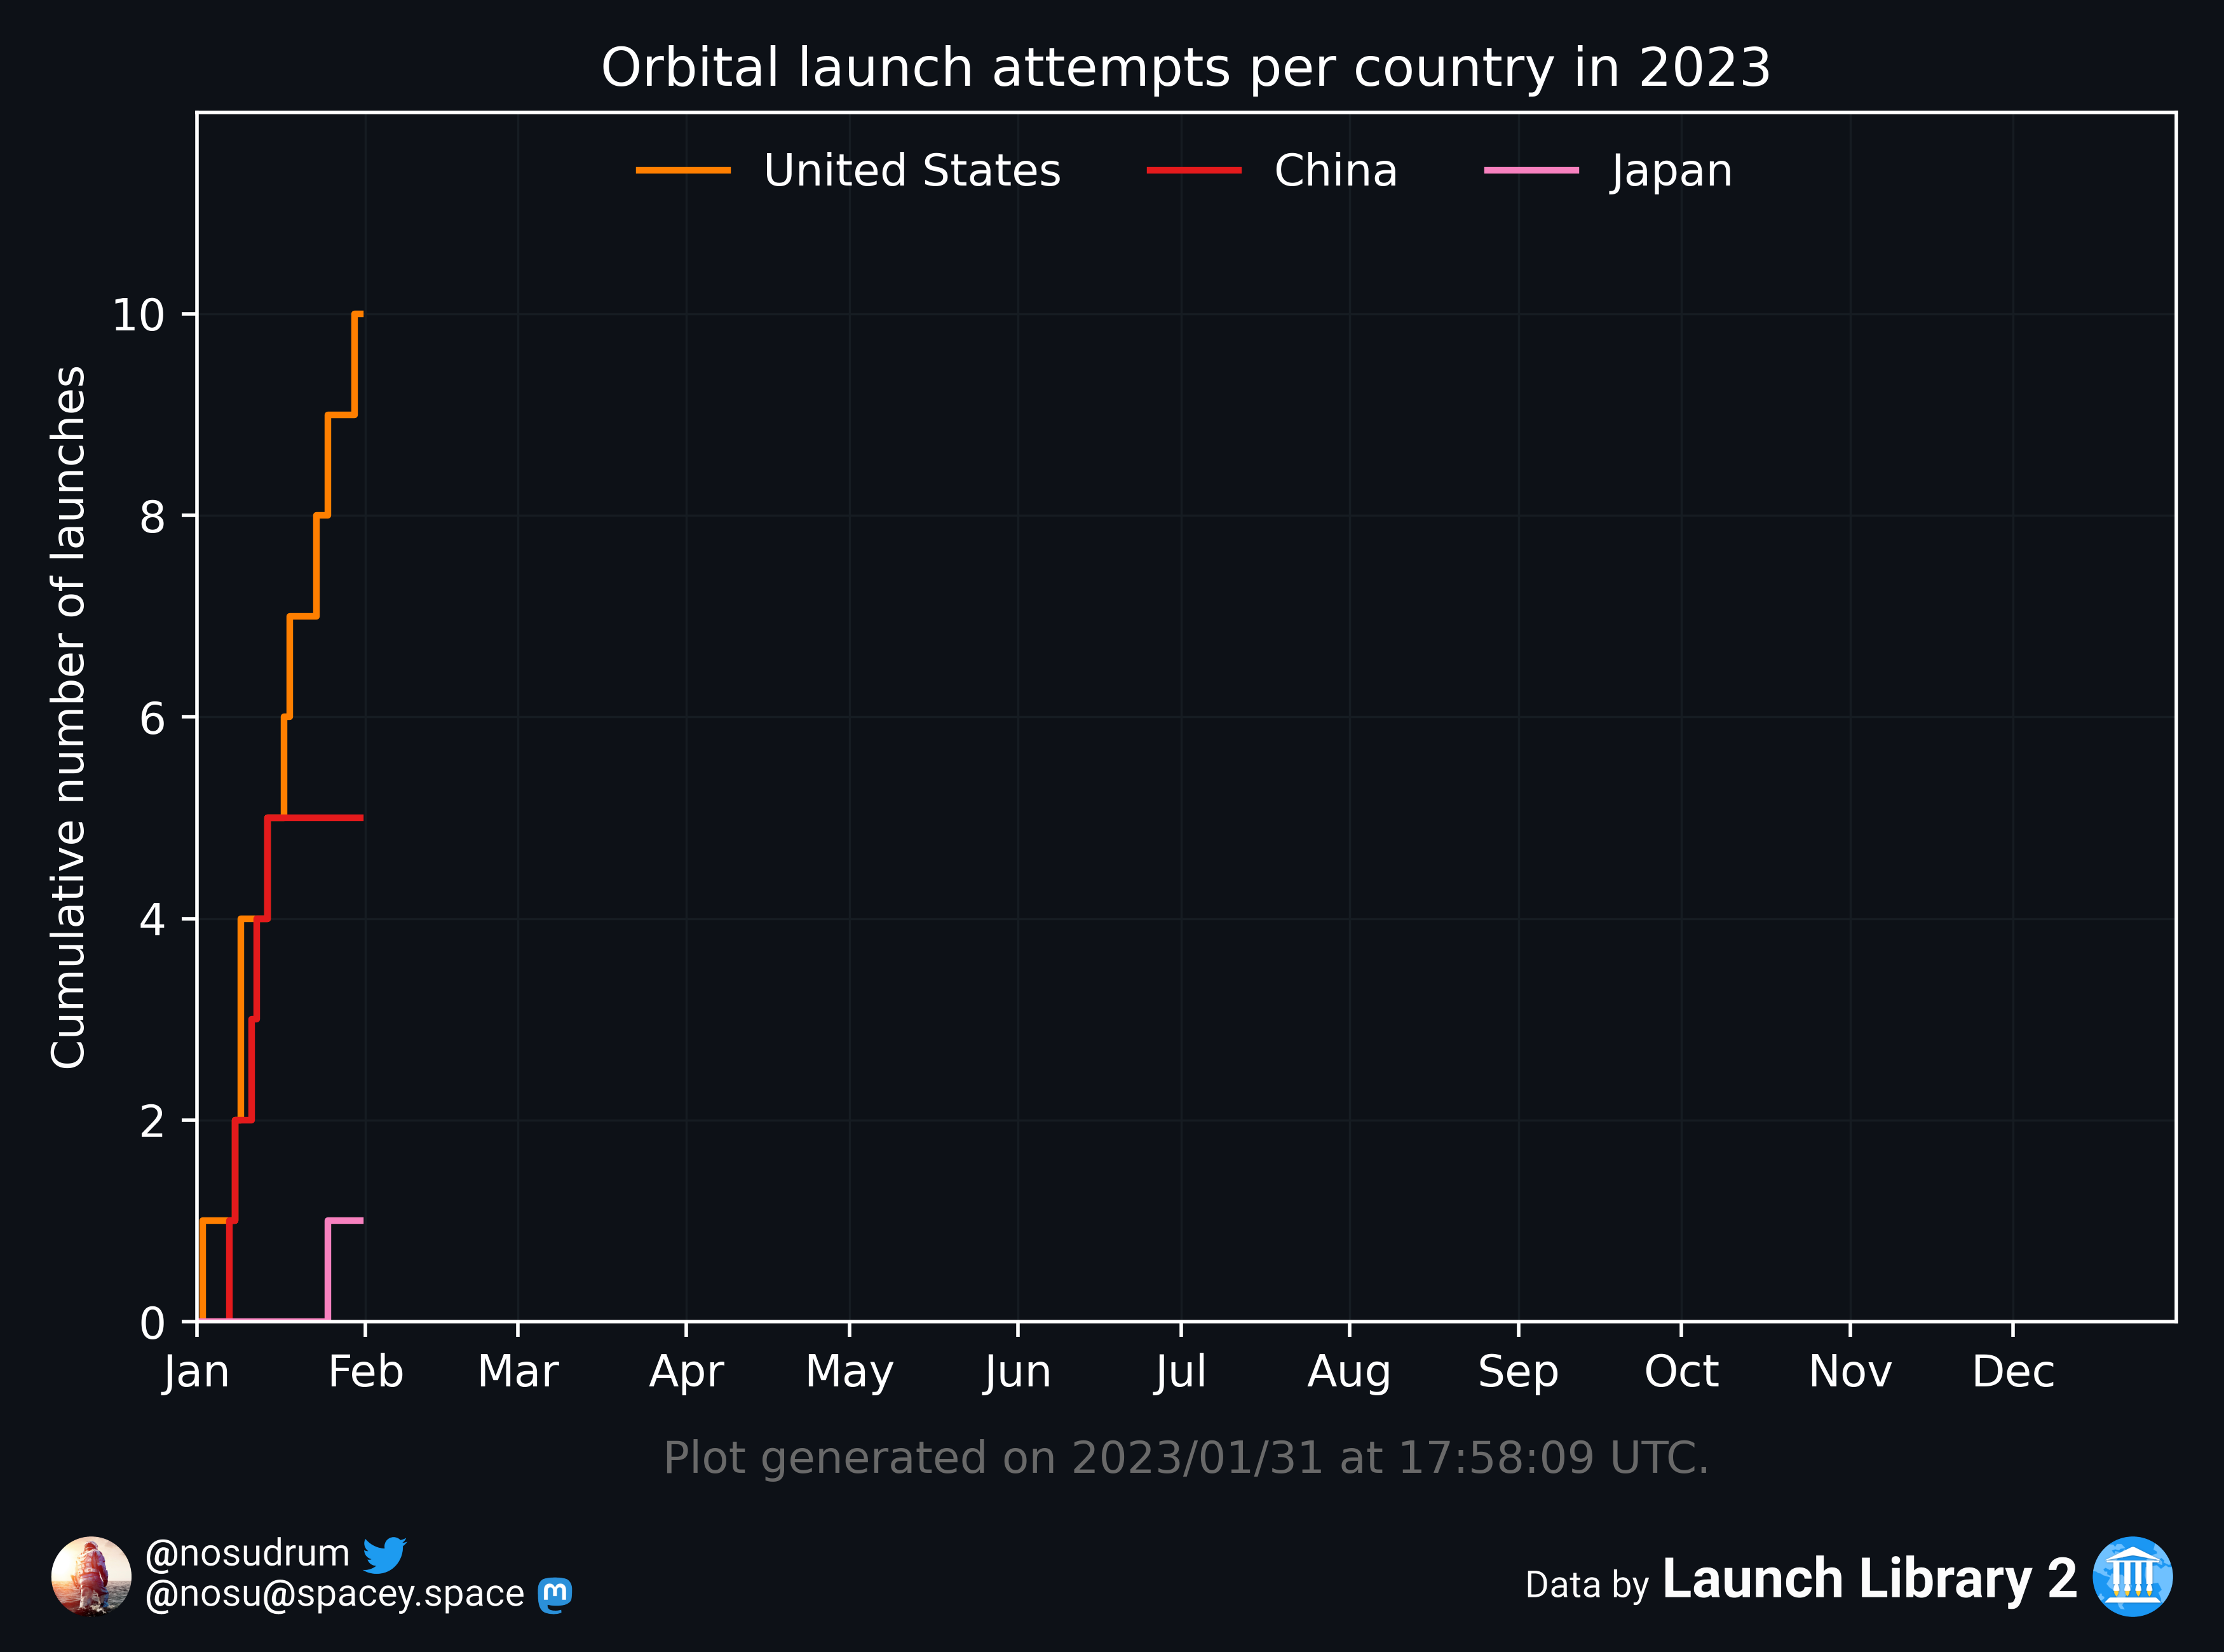 Orbital launch attempts per country in 2023
United States China Japan
Cumulative number of launches
10
8
6
4
2
0
Jan Feb Mar Apr May Jun Jul Aug Sep Oct Nov Dec
Plot generated on 2023/01/31 at 17:58:09 UTC.
@nosudrum
@nosu@spacey.space
Data by Launch Library 2